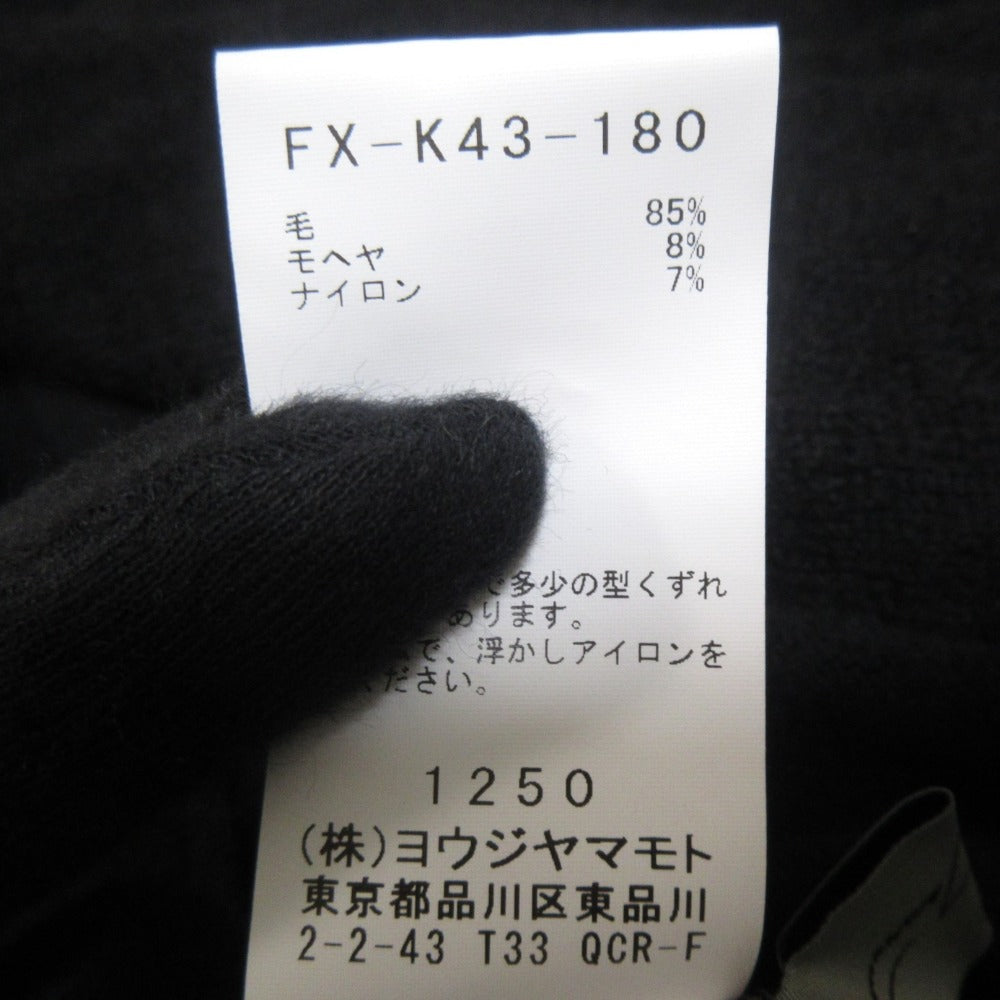 FX-K43-180
毛 85%
モヘヤ 8%
ナイロン 7%
で多少の型くずれ
あります。
で、浮かしアイロンを
ください。
1250
(株)ヨウジヤマモト
東京都品川区東品川
2-2-43 T33 QCR-F